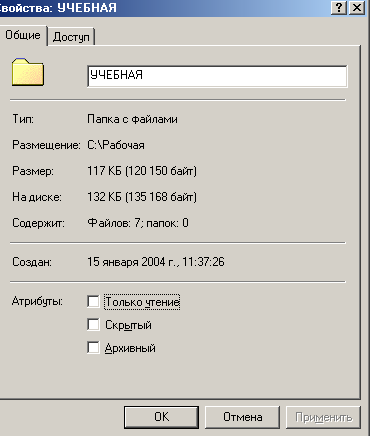 Свойства: УЧЕБНАЯ
Общие Доступ
УЧЕБНАЯ
Тип: Папка с файлами
Размещение: C:\Рабочая
Размер: 117 КБ (120 150 байт)
На диске: 132 КБ (135 168 байт)
Содержит: Файлов: 7; папок: 0
Создан: 15 января 2004 г., 11:37:26
Атрибуты: Только чтение
Скрытый
Архивный
OK Отмена Применить